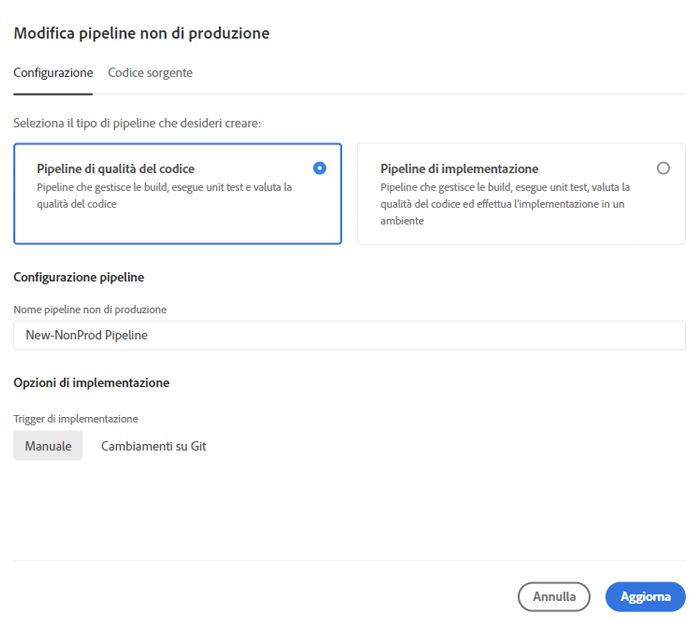 Modifica pipeline non di produzione
Configurazione
Codice sorgente
Seleziona il tipo di pipeline che desideri creare:
Pipeline di qualità del codice
Pipeline che gestisce le build, esegue unit test e valuta la
qualità del codice
Pipeline di implementazione
Pipeline che gestisce le build, esegue unit test, valuta la
qualità del codice ed effettua l'implementazione in un
ambiente
Configurazione pipeline
Nome pipeline non di produzione
New-NonProd Pipeline
Opzioni di implementazione
Trigger di implementazione
Manuale
Cambiamenti su Git
Annulla
Aggiorna